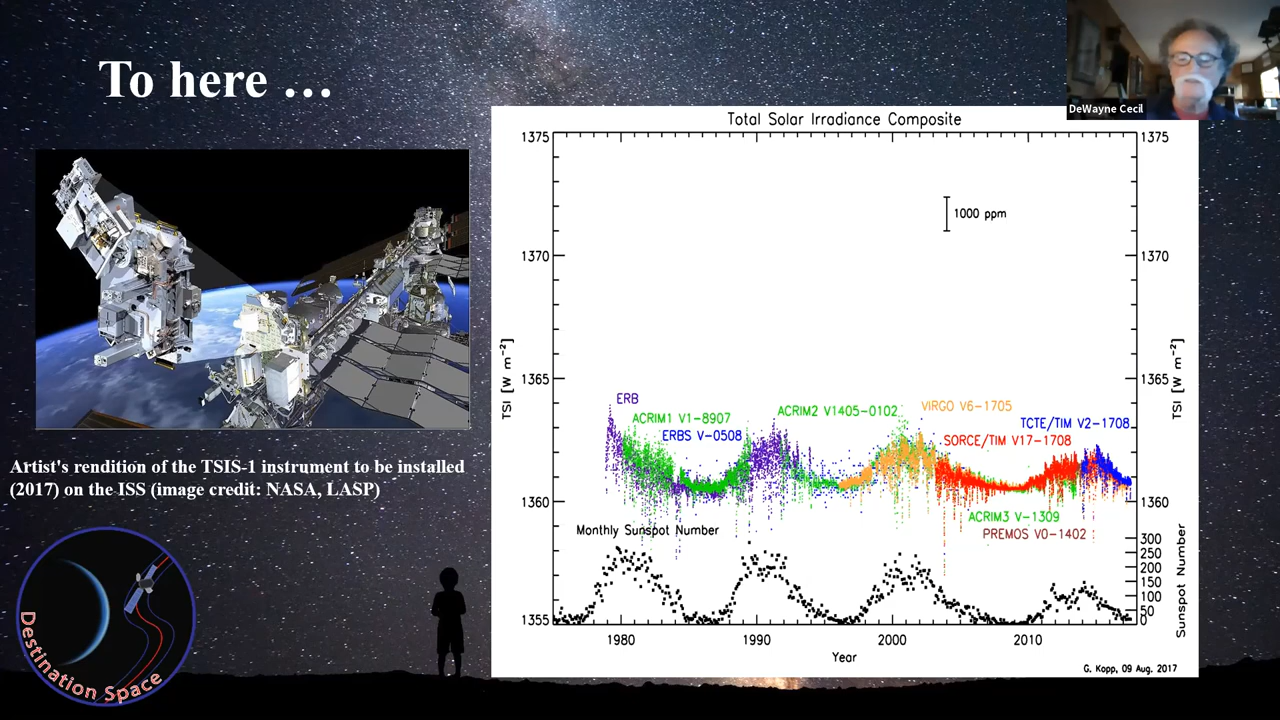 To here …
DeWayne Cecil
Total Solar Irradiance Composite
1375
1375
1000 ppm
1370
1370
TSI [W m⁻²]
TSI [W m⁻²]
1365
1365
ERB
ACRIM1 V1-8907
ERBS V-0508
ACRIM2 V1405-0102
VIRGO V6-1705
TCTE/TIM V2-1708
SORCE/TIM V17-1708
1360
1360
ACRIM3 V-1309
PREMOS V0-1402
Monthly Sunspot Number
300
250
200
150
100
50
0
Sunspot Number
1355
1980
1990
2000
2010
Year
G. Kopp, 09 Aug. 2017
Artist's rendition of the TSIS-1 instrument to be installed
(2017) on the ISS (image credit: NASA, LASP)
Destination Space